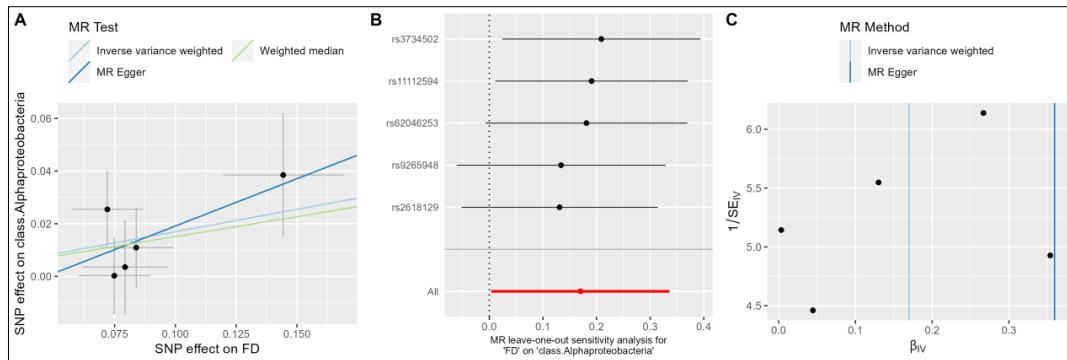 A
MR Test
Inverse variance weighted
Weighted median
MR Egger
SNP effect on class.Alphaproteobacteria
0.06
0.04
0.02
0.00
0.075
0.100
0.125
0.150
SNP effect on FD
B
rs3734502
rs11112594
rs62046253
rs9265948
rs2618129
All
0.0
0.1
0.2
0.3
0.4
MR leave-one-out sensitivity analysis for
'FD' on 'class.Alphaproteobacteria'
C
MR Method
Inverse variance weighted
MR Egger
1/SE_IV
6.0
5.5
5.0
4.5
0.0
0.1
0.2
0.3
β_IV